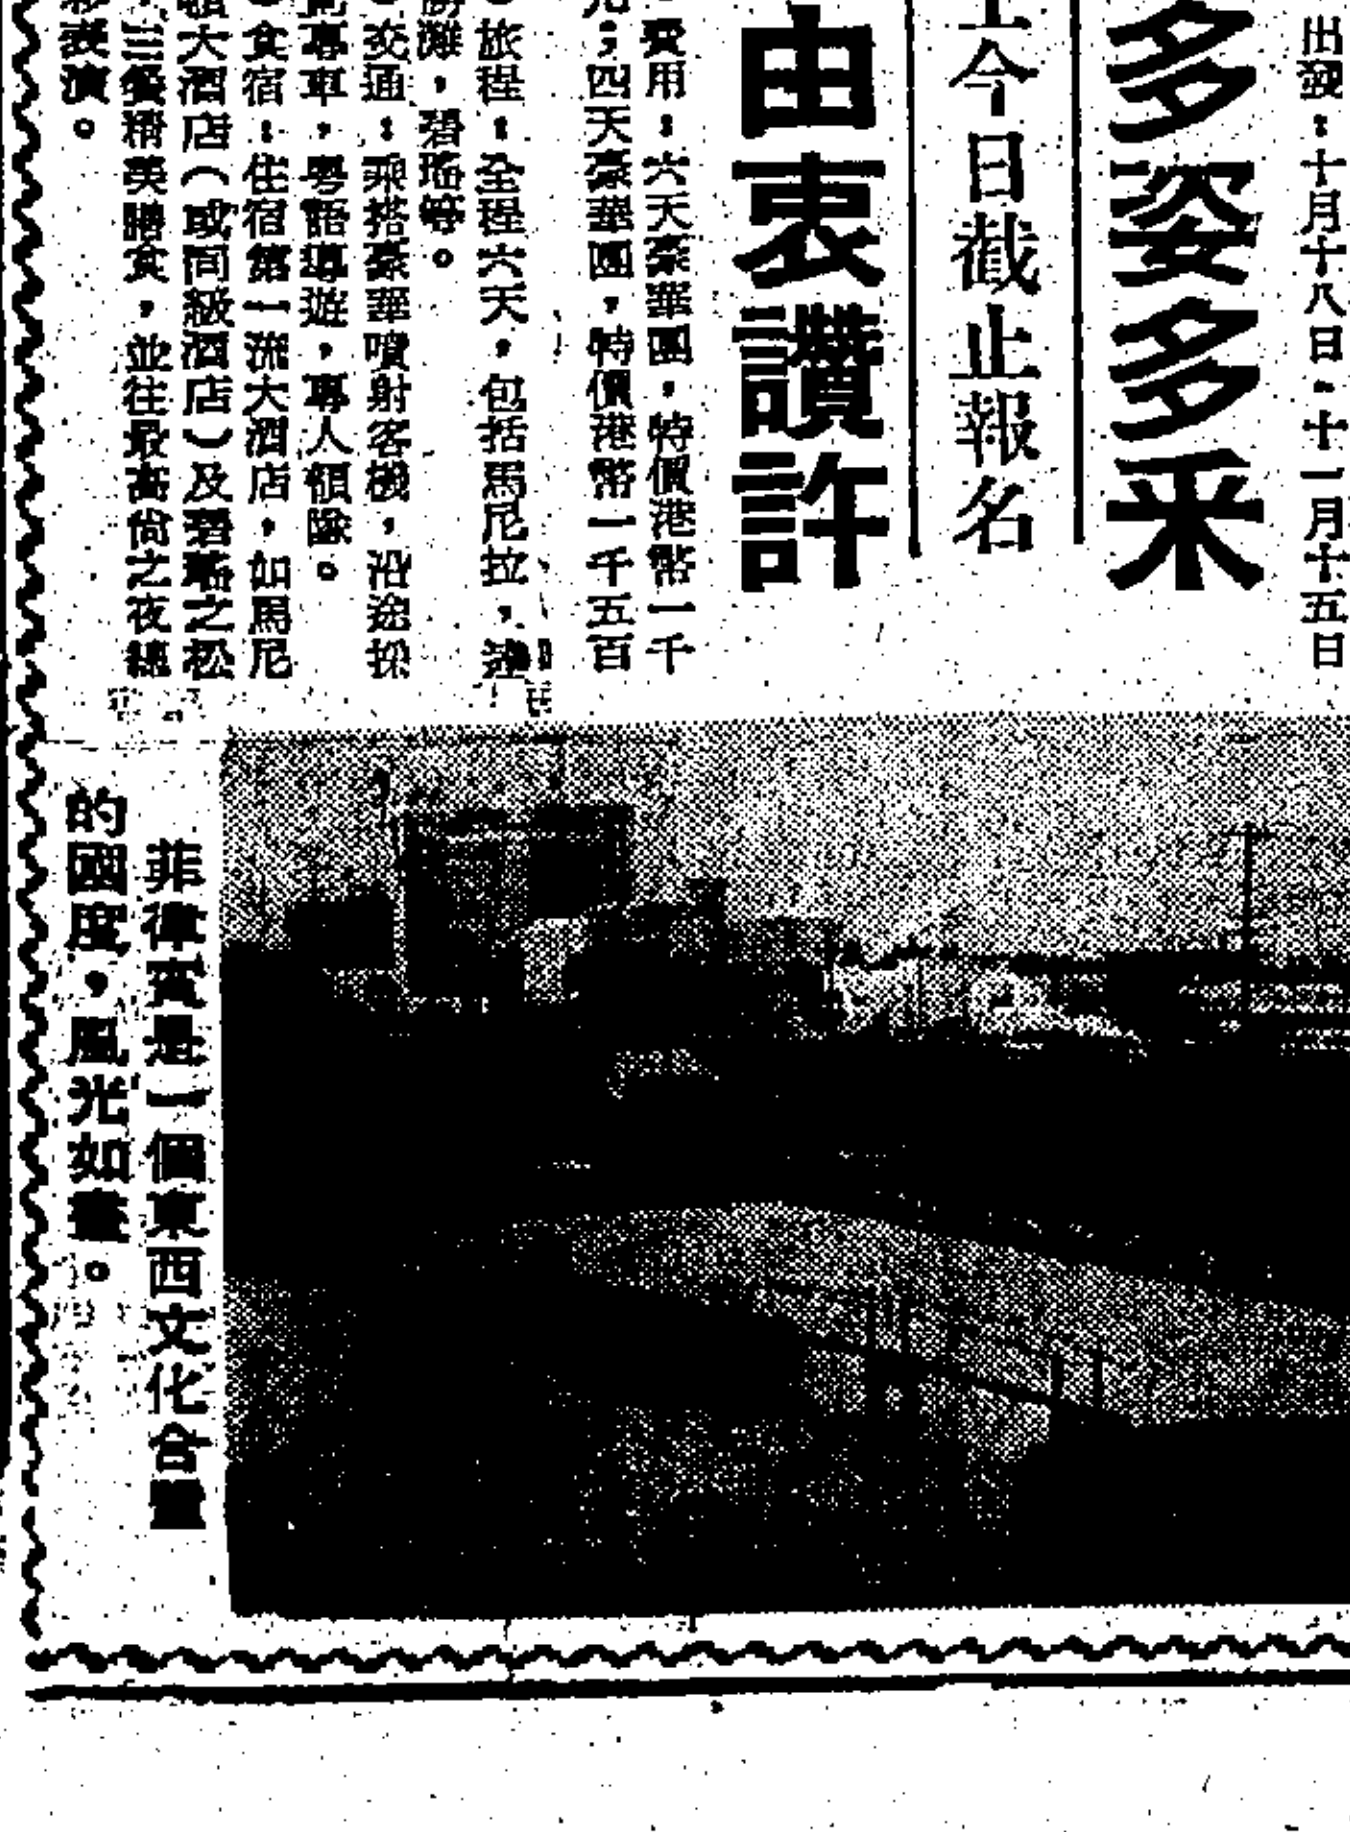 出發：十月十八日、十一月十五日
多姿多采
今日截止報名
由衷讚許
費用：六天豪華團，特價港幣一千
元；四天豪華團，特價港幣一千五百
旅程：全程六天，包括馬尼拉，
勝灘，碧瑤等。
交通：乘搭豪華噴射客機，沿途採
專車，粵語導遊，專人領隊。
食宿：住宿第一流大酒店，如馬尼
頓大酒店（或同級酒店）及碧瑤之松
，三餐精美膳食，並往最高尚之夜總
表演。
菲律賓是一個東西文化合
的國度，風光如畫。